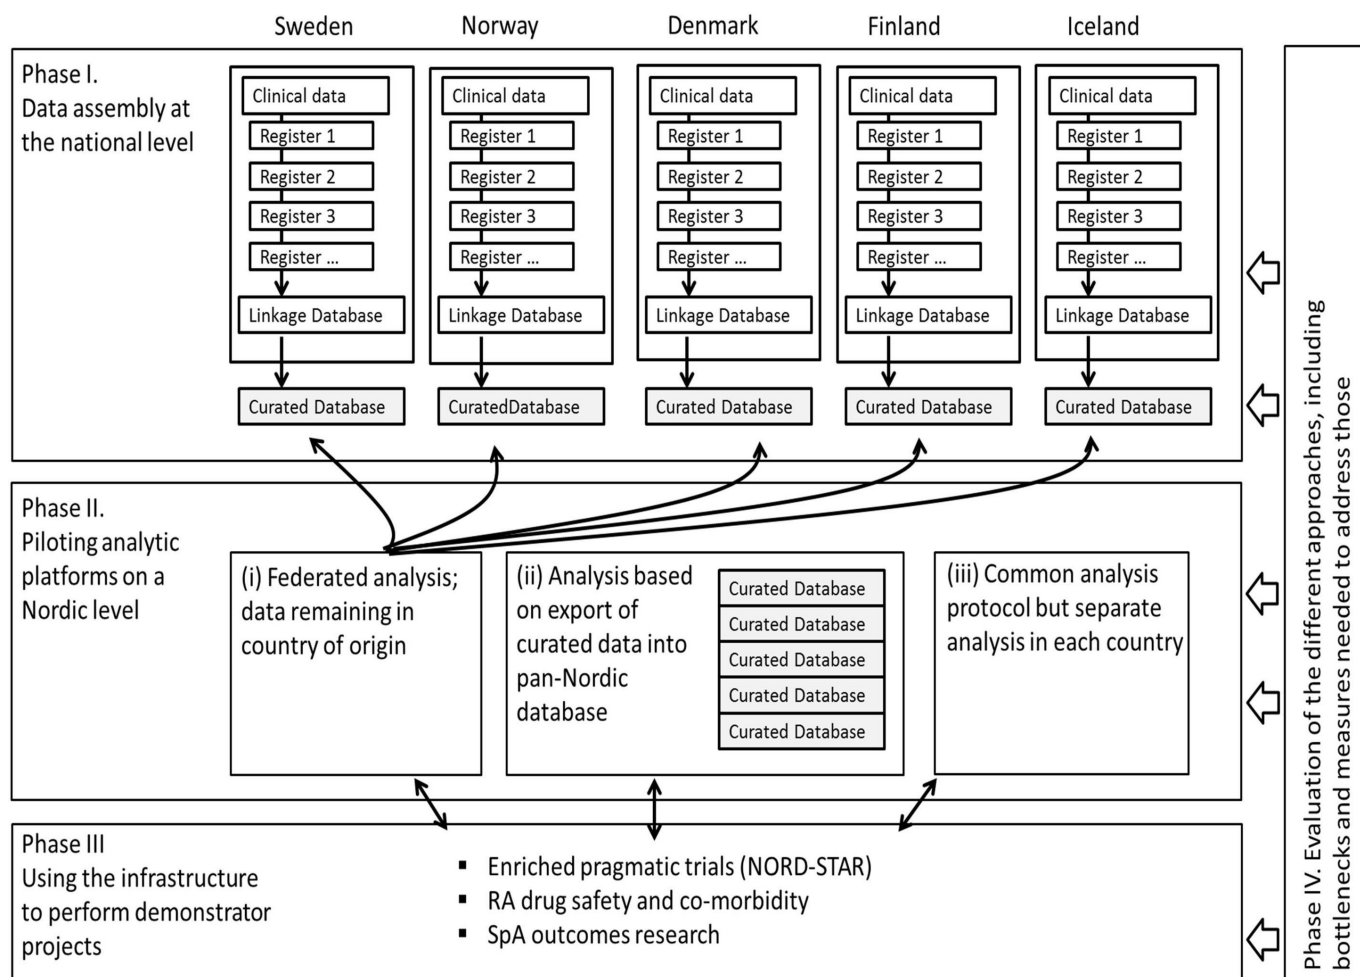 Sweden
Norway
Denmark
Finland
Iceland
Phase I.
Data assembly at
the national level
Clinical data
Register 1
Register 2
Register 3
Register ...
Linkage Database
Curated Database
Clinical data
Register 1
Register 2
Register 3
Register ...
Linkage Database
CuratedDatabase
Clinical data
Register 1
Register 2
Register 3
Register ...
Linkage Database
Curated Database
Clinical data
Register 1
Register 2
Register 3
Register ...
Linkage Database
Curated Database
Clinical data
Register 1
Register 2
Register 3
Register ...
Linkage Database
Curated Database
Phase II.
Piloting analytic
platforms on a
Nordic level
(i) Federated analysis;
data remaining in
country of origin
(ii) Analysis based
on export of
curated data into
pan-Nordic
database
Curated Database
Curated Database
Curated Database
Curated Database
Curated Database
(iii) Common analysis
protocol but separate
analysis in each country
Phase III
Using the infrastructure
to perform demonstrator
projects
▪ Enriched pragmatic trials (NORD-STAR)
▪ RA drug safety and co-morbidity
▪ SpA outcomes research
Phase IV. Evaluation of the different approaches, including
bottlenecks and measures needed to address those